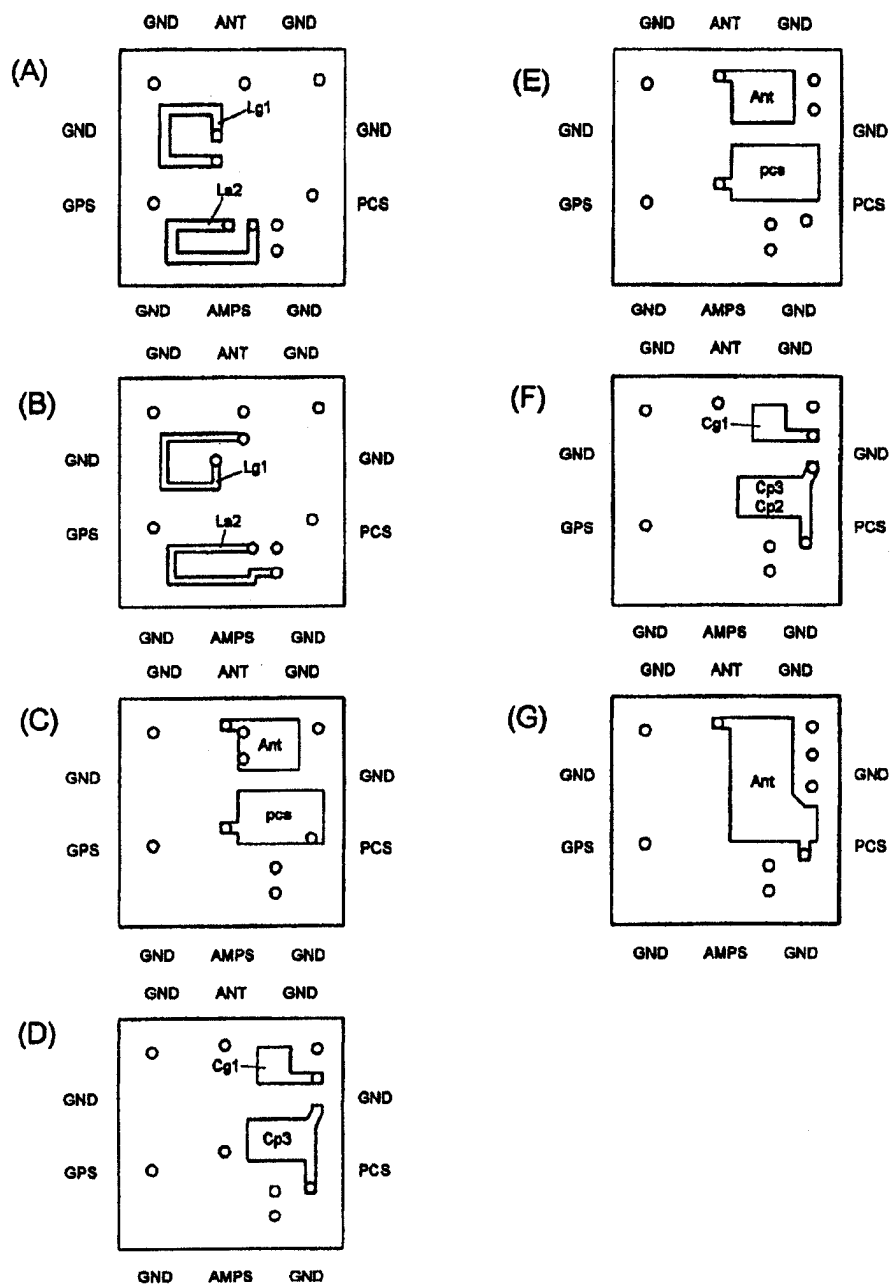 GND ANT GND
(A)
Lg1
GND GND
La2
GPS PCS
GND AMPS GND
GND ANT GND
(B)
GND GND
Lg1
La2
GPS PCS
GND AMPS GND
GND ANT GND
(C)
Ant
GND GND
pcs
GPS PCS
GND AMPS GND
GND ANT GND
(D)
Cg1
GND GND
Cp3
GPS PCS
GND AMPS GND
GND ANT GND
(E)
Ant
GND GND
pcs
GPS PCS
GND AMPS GND
GND ANT GND
(F)
Cg1
GND GND
Cp3
Cp2
GPS PCS
GND AMPS GND
GND ANT GND
(G)
GND Ant GND
GPS PCS
GND AMPS GND